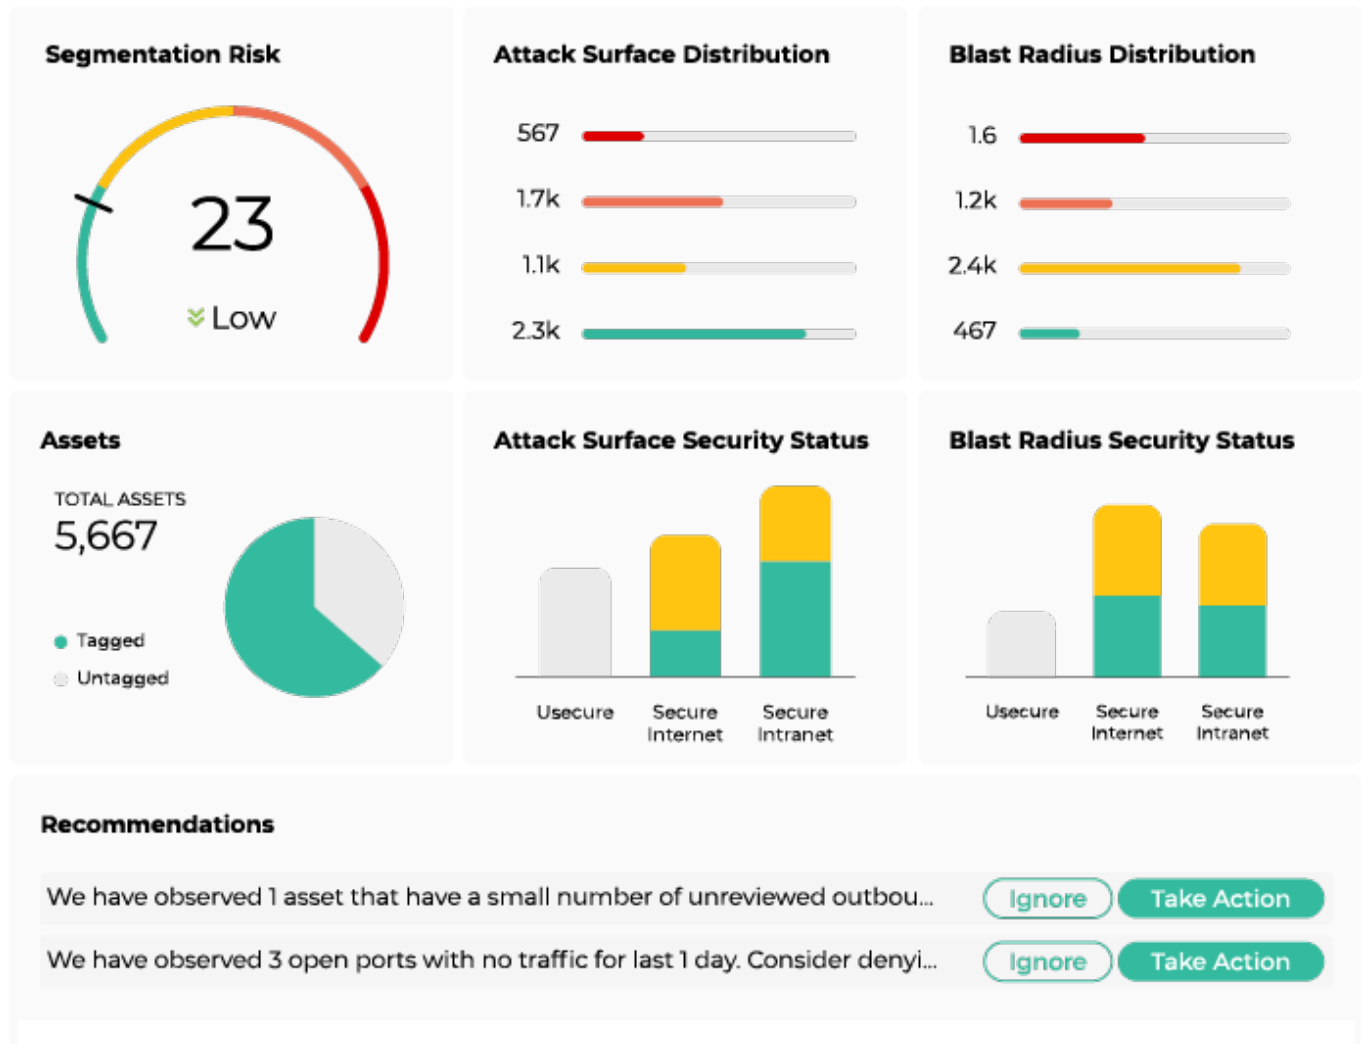 Segmentation Risk
23
Low
Attack Surface Distribution
567
1.7k
1.1k
2.3k
Blast Radius Distribution
1.6
1.2k
2.4k
467
Assets
TOTAL ASSETS
5,667
Tagged
Untagged
Attack Surface Security Status
Usecure
Secure
Internet
Secure
Intranet
Blast Radius Security Status
Usecure
Secure
Internet
Secure
Intranet
Recommendations
We have observed 1 asset that have a small number of unreviewed outbou...
Ignore
Take Action
We have observed 3 open ports with no traffic for last 1 day. Consider denyi...
Ignore
Take Action